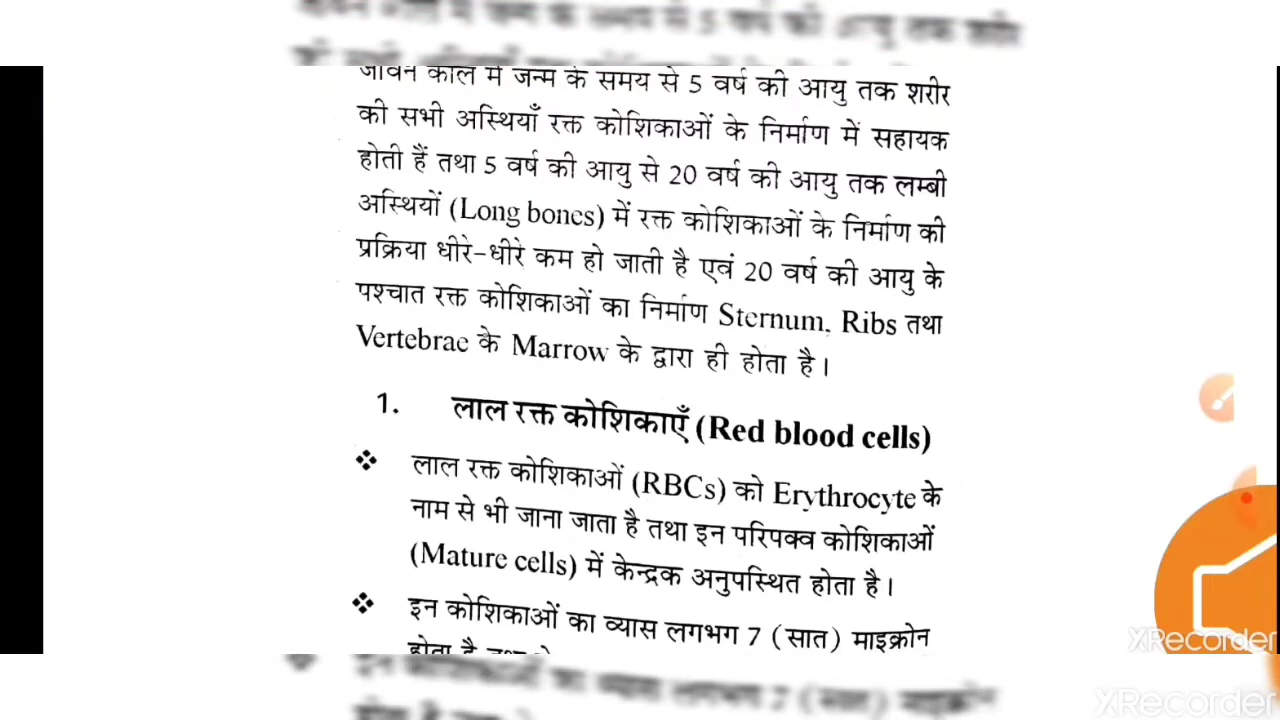 जीवन काल में जन्म के समय से 5 वर्ष की आयु तक शरीर
की सभी अस्थियाँ रक्त कोशिकाओं के निर्माण में सहायक
होती हैं तथा 5 वर्ष की आयु से 20 वर्ष की आयु तक लम्बी
अस्थियों (Long bones) में रक्त कोशिकाओं के निर्माण की
प्रक्रिया धीरे-धीरे कम हो जाती है एवं 20 वर्ष की आयु के
पश्चात रक्त कोशिकाओं का निर्माण Sternum, Ribs तथा
Vertebrae के Marrow के द्वारा ही होता है।
1. लाल रक्त कोशिकाएँ (Red blood cells)
❖ लाल रक्त कोशिकाओं (RBCs) को Erythrocyte के
नाम से भी जाना जाता है तथा इन परिपक्व कोशिकाओं
(Mature cells) में केन्द्रक अनुपस्थित होता है।
❖ इन कोशिकाओं का व्यास लगभग 7 (सात) माइक्रोन
होता है
XRecorder
XRecorder